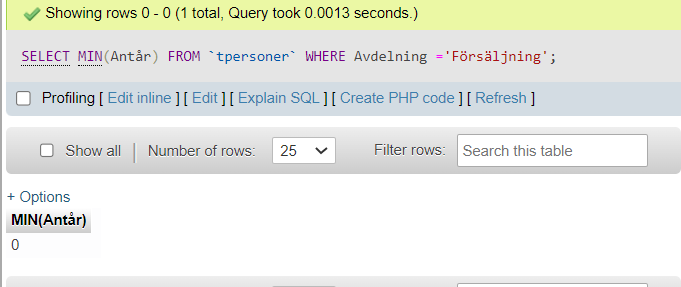 Showing rows 0 - 0 (1 total, Query took 0.0013 seconds.)
SELECT MIN(Antår) FROM `tpersoner` WHERE Avdelning ='Försäljning';
Profiling [ Edit inline ] [ Edit ] [ Explain SQL ] [ Create PHP code ] [ Refresh ]
Show all | Number of rows: 25 Filter rows: Search this table
+ Options
MIN(Antår)
0